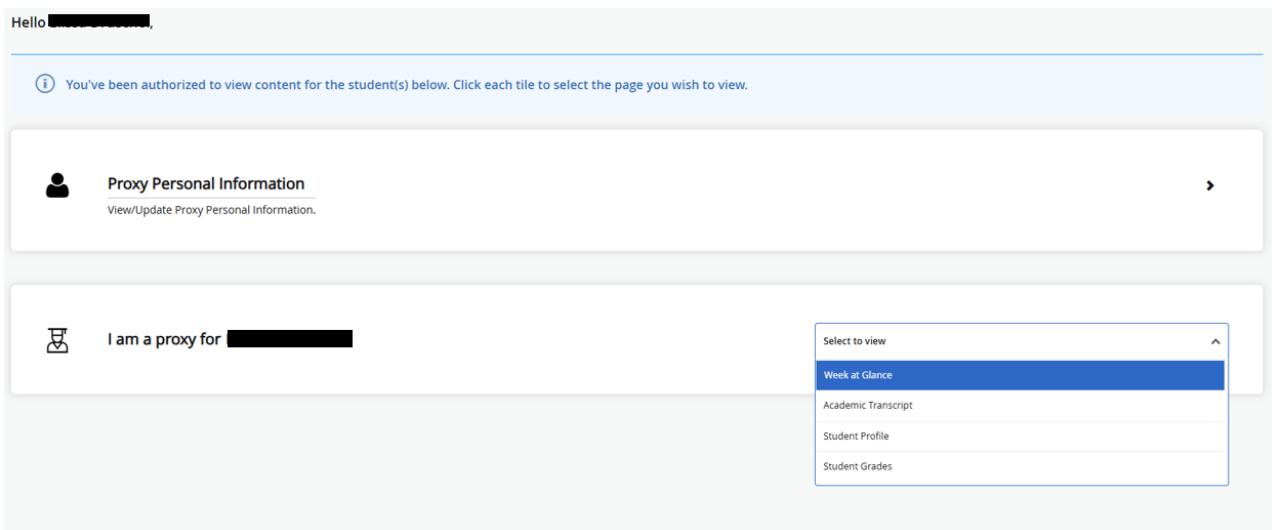 Hello
You've been authorized to view content for the student(s) below. Click each tile to select the page you wish to view.
Proxy Personal Information
View/Update Proxy Personal Information.
I am a proxy for
Select to view
Week at Glance
Academic Transcript
Student Profile
Student Grades